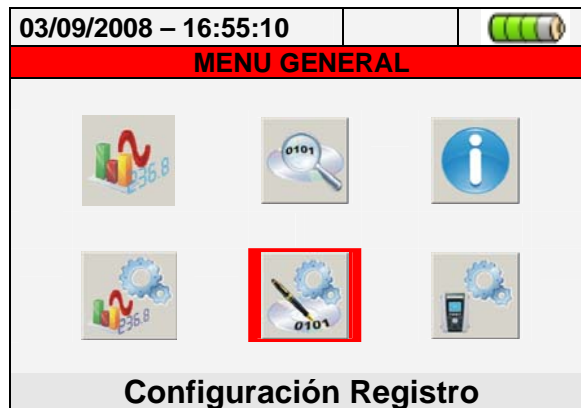 03/09/2008 – 16:55:10
MENU GENERAL
236.8
0101
236.8
0101
Configuración Registro